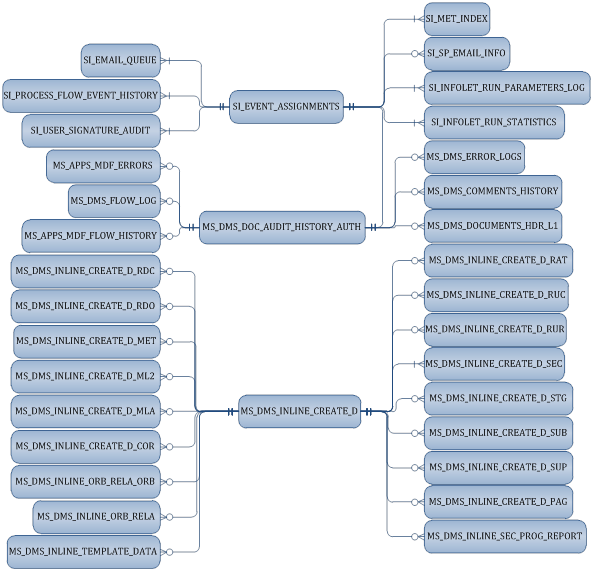 SI_EMAIL_QUEUE
SI_PROCESS_FLOW_EVENT_HISTORY
SI_USER_SIGNATURE_AUDIT
SI_EVENT_ASSIGNMENTS
SI_MET_INDEX
SI_SP_EMAIL_INFO
SI_INFOLET_RUN_PARAMETERS_LOG
SI_INFOLET_RUN_STATISTICS
MS_APPS_MDF_ERRORS
MS_DMS_FLOW_LOG
MS_APPS_MDF_FLOW_HISTORY
MS_DMS_DOC_AUDIT_HISTORY_AUTH
MS_DMS_ERROR_LOGS
MS_DMS_COMMENTS_HISTORY
MS_DMS_DOCUMENTS_HDR_L1
MS_DMS_INLINE_CREATE_D_RDC
MS_DMS_INLINE_CREATE_D_RDO
MS_DMS_INLINE_CREATE_D_MET
MS_DMS_INLINE_CREATE_D_ML2
MS_DMS_INLINE_CREATE_D_MLA
MS_DMS_INLINE_CREATE_D_COR
MS_DMS_INLINE_ORB_RELA_ORB
MS_DMS_INLINE_ORB_RELA
MS_DMS_INLINE_TEMPLATE_DATA
MS_DMS_INLINE_CREATE_D
MS_DMS_INLINE_CREATE_D_RAT
MS_DMS_INLINE_CREATE_D_RUC
MS_DMS_INLINE_CREATE_D_RUR
MS_DMS_INLINE_CREATE_D_SEC
MS_DMS_INLINE_CREATE_D_STG
MS_DMS_INLINE_CREATE_D_SUB
MS_DMS_INLINE_CREATE_D_SUP
MS_DMS_INLINE_CREATE_D_PAG
MS_DMS_INLINE_SEC_PROG_REPORT